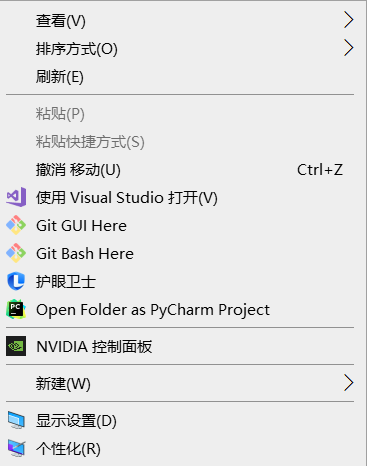 查看(V)
排序方式(O)
刷新(E)
粘贴(P)
粘贴快捷方式(S)
撤消 移动(U) Ctrl+Z
使用 Visual Studio 打开(V)
Git GUI Here
Git Bash Here
护眼卫士
Open Folder as PyCharm Project
NVIDIA 控制面板
新建(W)
显示设置(D)
个性化(R)